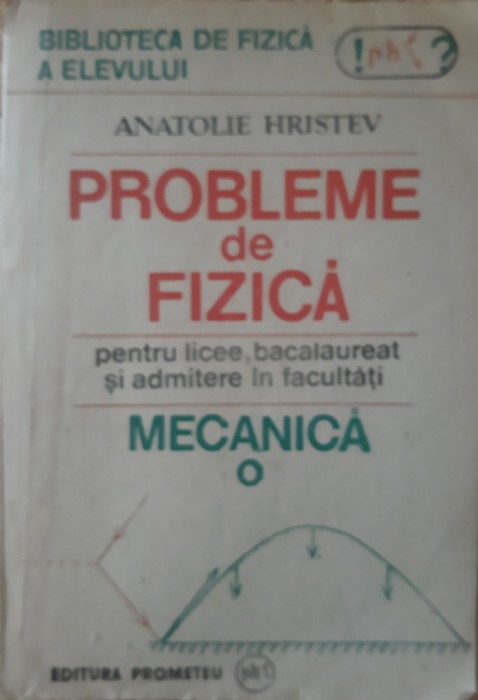 BIBLIOTECA DE FIZICĂ
A ELEVULUI
ANATOLIE HRISTEV
PROBLEME
de
FIZICĂ
pentru licee, bacalaureat
și admitere în facultăți
MECANICĂ
O
EDITURA PROMETEU